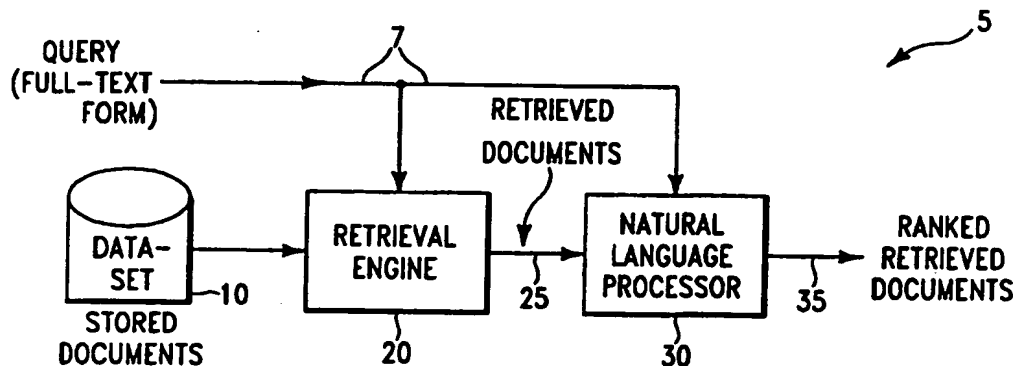 5
7
QUERY
(FULL-TEXT
FORM)
RETRIEVED
DOCUMENTS
DATA-
SET
10
STORED
DOCUMENTS
RETRIEVAL
ENGINE
20
25
NATURAL
LANGUAGE
PROCESSOR
30
35
RANKED
RETRIEVED
DOCUMENTS